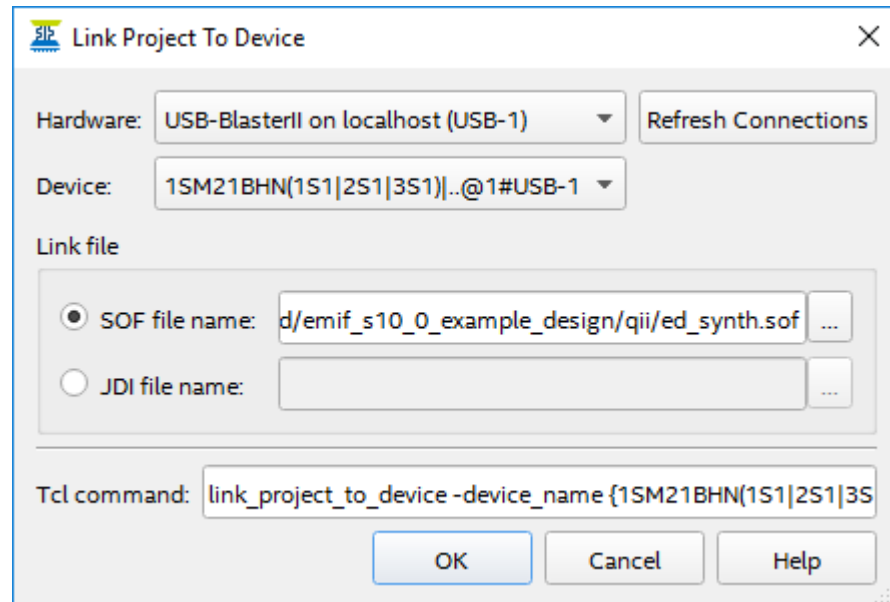 Link Project To Device
Hardware: USB-BlasterII on localhost (USB-1) Refresh Connections
Device: 1SM21BHN(1S1|2S1|3S1)|..@1#USB-1
Link file
SOF file name: d/emif_s10_0_example_design/qii/ed_synth.sof ...
JDI file name: ...
Tcl command: link_project_to_device -device_name {1SM21BHN(1S1|2S1|3S
OK Cancel Help